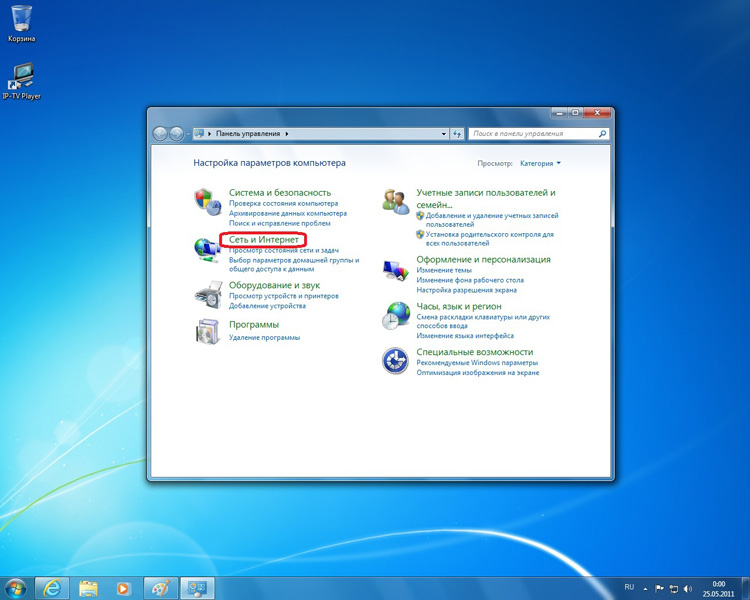 Корзина
IP-TV Player
Панель управления
Поиск в панели управления
Настройка параметров компьютера
Просмотр: Категория
Система и безопасность
Проверка состояния компьютера
Архивирование данных компьютера
Поиск и исправление проблем
Сеть и Интернет
Просмотр состояния сети и задач
Выбор параметров домашней группы и
общего доступа к данным
Оборудование и звук
Просмотр устройств и принтеров
Добавление устройства
Программы
Удаление программы
Учетные записи пользователей и
семейн...
Добавление и удаление учетных записей
пользователей
Установка родительского контроля для
всех пользователей
Оформление и персонализация
Изменение темы
Изменение фона рабочего стола
Настройка разрешения экрана
Часы, язык и регион
Смена раскладки клавиатуры или других
способов ввода
Изменение языка интерфейса
Специальные возможности
Рекомендуемые Windows параметры
Оптимизация изображения на экране
RU
0:00
25.05.2011